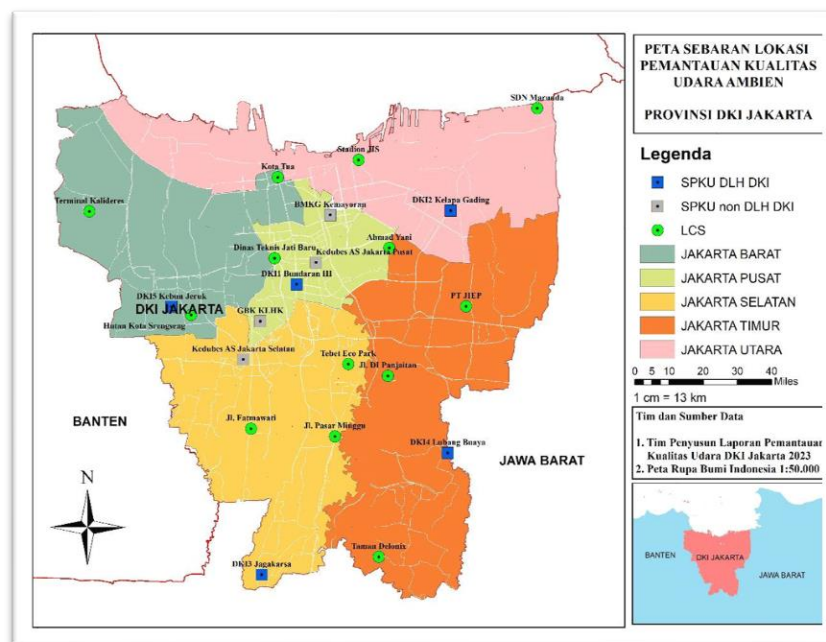 PETA SEBARAN LOKASI
PEMANTAUAN KUALITAS
UDARA AMBIEN
PROVINSI DKI JAKARTA
Legenda
SPKU DLH DKI
SPKU non DLH DKI
LCS
JAKARTA BARAT
JAKARTA PUSAT
JAKARTA SELATAN
JAKARTA TIMUR
JAKARTA UTARA
0 5 10 20 30 40
Miles
1 cm = 13 km
Tim dan Sumber Data
1. Tim Penyusun Laporan Pemantauan
Kualitas Udara DKI Jakarta 2023
2. Peta Rupa Bumi Indonesia 1:50.000
BANTEN
DKI JAKARTA
JAWA BARAT
SDN Marunda
Stadion JIS
Kota Tua
Terminal Kalideres
BMKG Kemayoran
DKI2 Kelapa Gading
Ahmad Yani
Dinas Teknis Jati Baru
Kedubes AS Jakarta Pusat
DKI1 Bundaran HI
DKI5 Kebon Jeruk
DKI JAKARTA
Hutan Kota Srengseng
GBK KLHK
PT JIEP
Kedubes AS Jakarta Selatan
Tebet Eco Park
Jl. DI Panjaitan
BANTEN
Jl. Fatmawati
Jl. Pasar Minggu
DKI4 Lubang Buaya
JAWA BARAT
N
Taman Delonix
DKI3 Jagakarsa